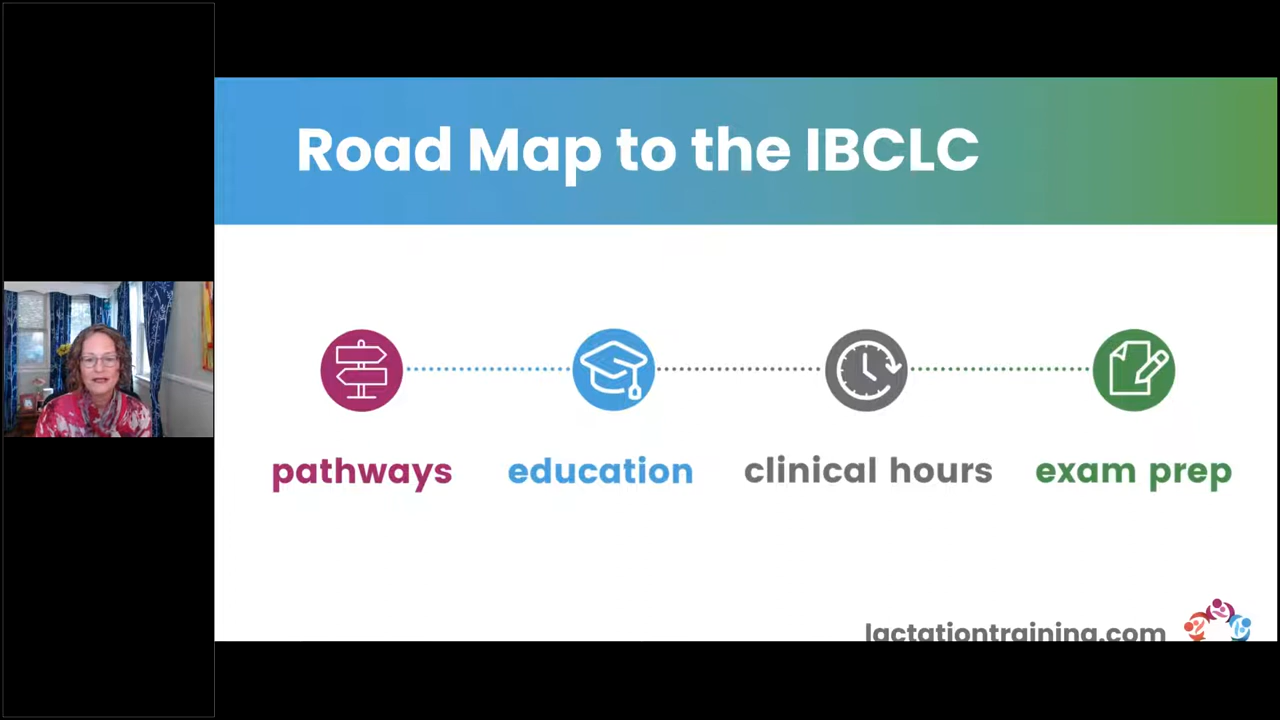 Road Map to the IBCLC
pathways
education
clinical hours
exam prep
lactationtraining.com